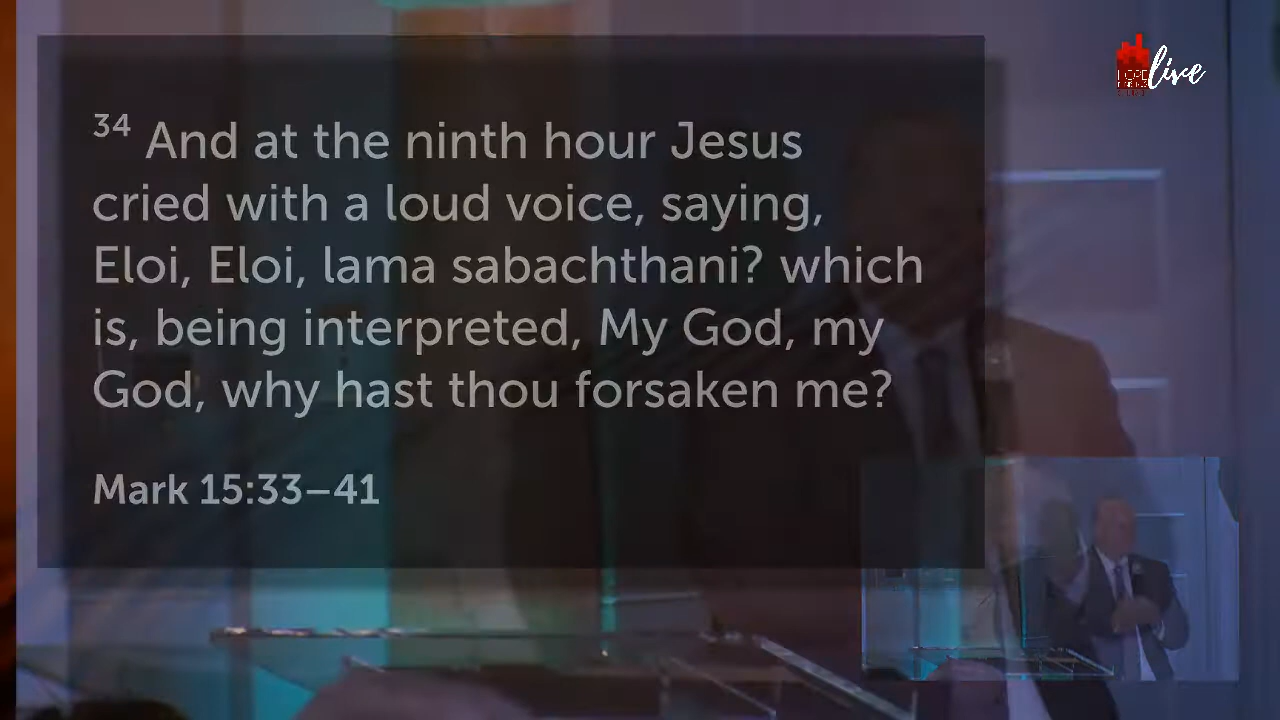 34 And at the ninth hour Jesus
cried with a loud voice, saying,
Eloi, Eloi, lama sabachthani? which
is, being interpreted, My God, my
God, why hast thou forsaken me?
Mark 15:33–41
HOPE
live